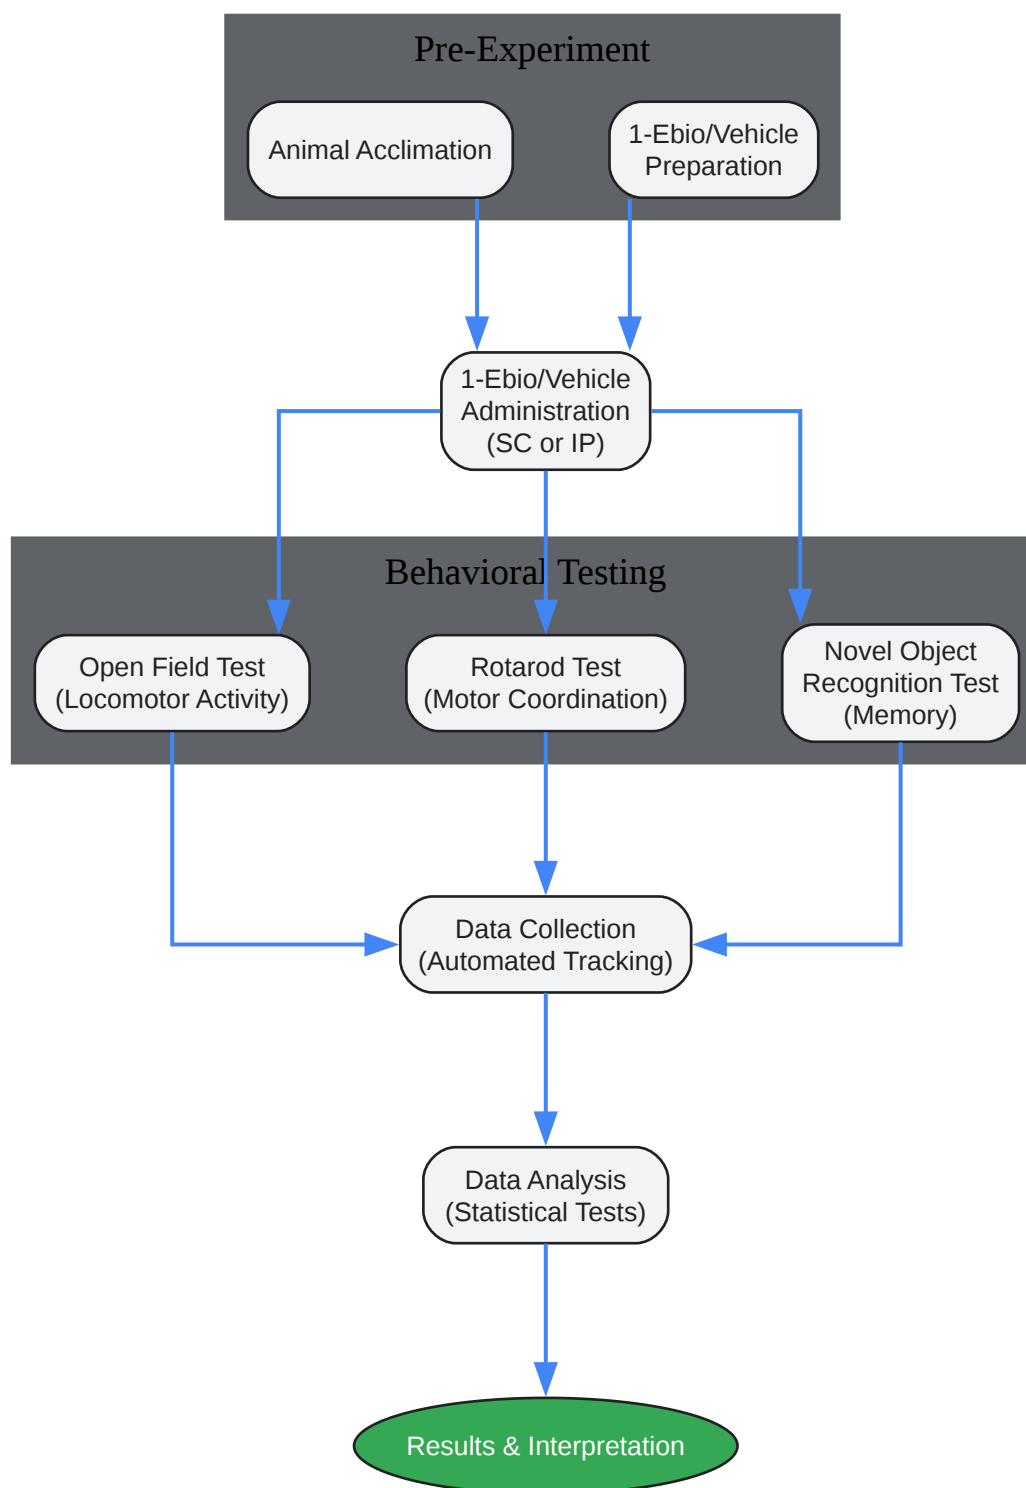 Pre-Experiment
Animal Acclimation
1-Ebio/Vehicle
Preparation
1-Ebio/Vehicle
Administration
(SC or IP)
Behavioral Testing
Open Field Test
(Locomotor Activity)
Rotarod Test
(Motor Coordination)
Novel Object
Recognition Test
(Memory)
Data Collection
(Automated Tracking)
Data Analysis
(Statistical Tests)
Results & Interpretation